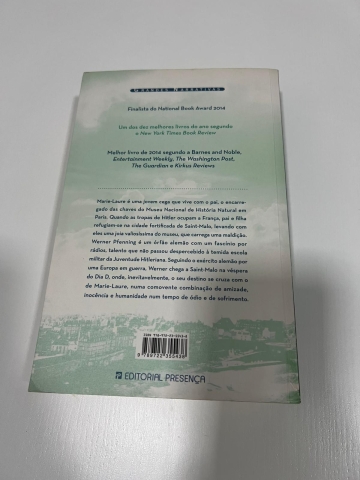 GRANDES NARRATIVAS
Finalista do National Book Award 2014
Um dos dez melhores livros do ano segundo
o New York Times Book Review
Melhor livro de 2014 segundo a Barnes and Noble,
Entertainment Weekly, The Washington Post,
The Guardian e Kirkus Reviews
Marie-Laure é uma jovem cega que vive com o pai, o encarre-
gado das chaves do Museu Nacional de História Natural em
Paris. Quando as tropas de Hitler ocupam a França, pai e filha
refugiam-se na cidade fortificada de Saint-Malo, levando com
eles uma joia valiosíssima do museu, que carrega uma maldição.
Werner Pfenning é um órfão alemão com um fascínio por
rádios, talento que não passou despercebido à temida escola
militar da Juventude Hitleriana. Seguindo o exército alemão por
uma Europa em guerra, Werner chega a Saint-Malo na véspera
do Dia D, onde, inevitavelmente, o seu destino se cruza com o
de Marie-Laure, numa comovente combinação de amizade,
inocência e humanidade num tempo de ódio e de sofrimento.
ISBN
9 789722 355438
EDITORIAL PRESENÇA